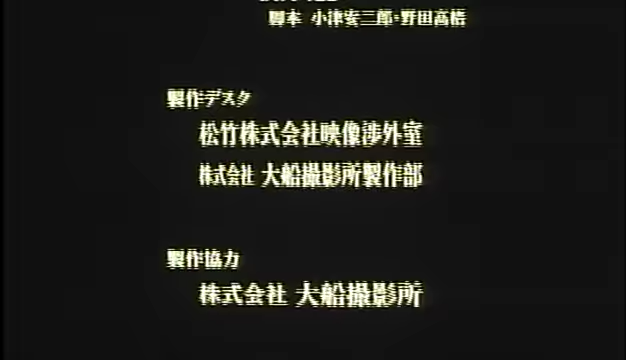 脚本 小津安二郎・野田高梧
製作デスク
松竹株式会社映像渉外室
株式会社 大船撮影所製作部
製作協力
株式会社 大船撮影所